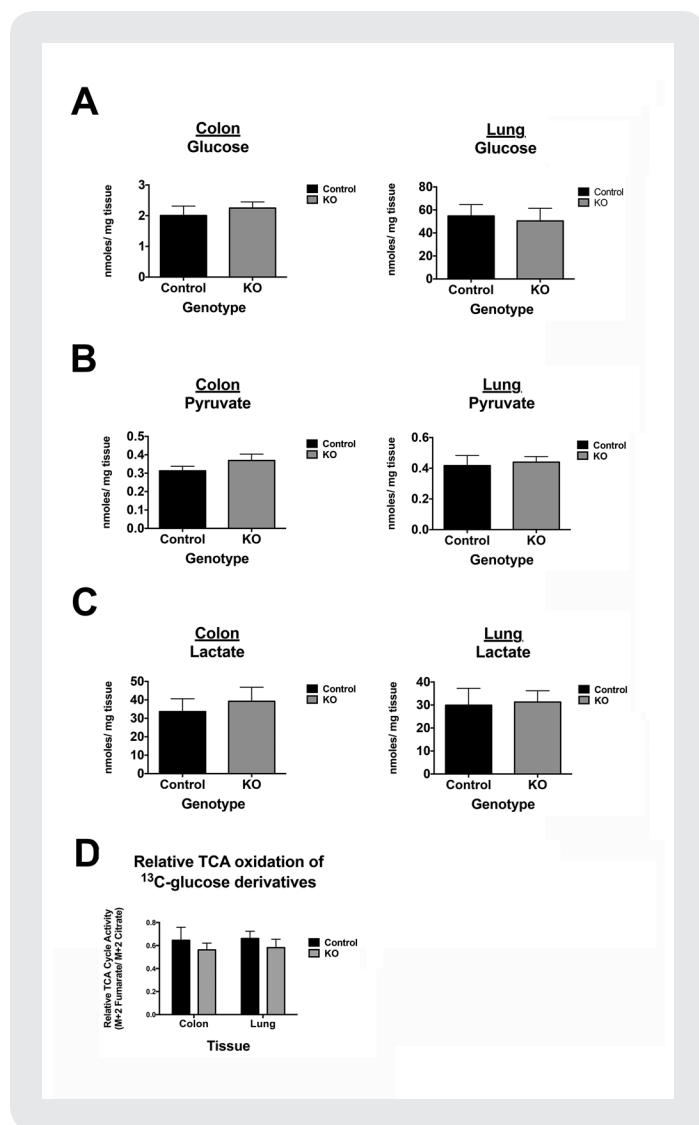 A
Colon
Glucose
nmoles/ mg tissue
3
2
1
0
Control
KO
Genotype
Control
KO
Lung
Glucose
nmoles/ mg tissue
80
60
40
20
0
Control
KO
Genotype
Control
KO
B
Colon
Pyruvate
nmoles/ mg tissue
0.5
0.4
0.3
0.2
0.1
0.0
Control
KO
Genotype
Control
KO
Lung
Pyruvate
nmoles/ mg tissue
0.6
0.4
0.2
0.0
Control
KO
Genotype
Control
KO
C
Colon
Lactate
nmoles/ mg tissue
50
40
30
20
10
0
Control
KO
Genotype
Control
KO
Lung
Lactate
nmoles/ mg tissue
40
30
20
10
0
Control
KO
Genotype
Control
KO
D
Relative TCA oxidation of
¹³C-glucose derivatives
Relative TCA Cycle Activity
(M+2 Fumarate/ M+2 Citrate)
0.8
0.6
0.4
0.2
0.0
Colon
Lung
Tissue
Control
KO